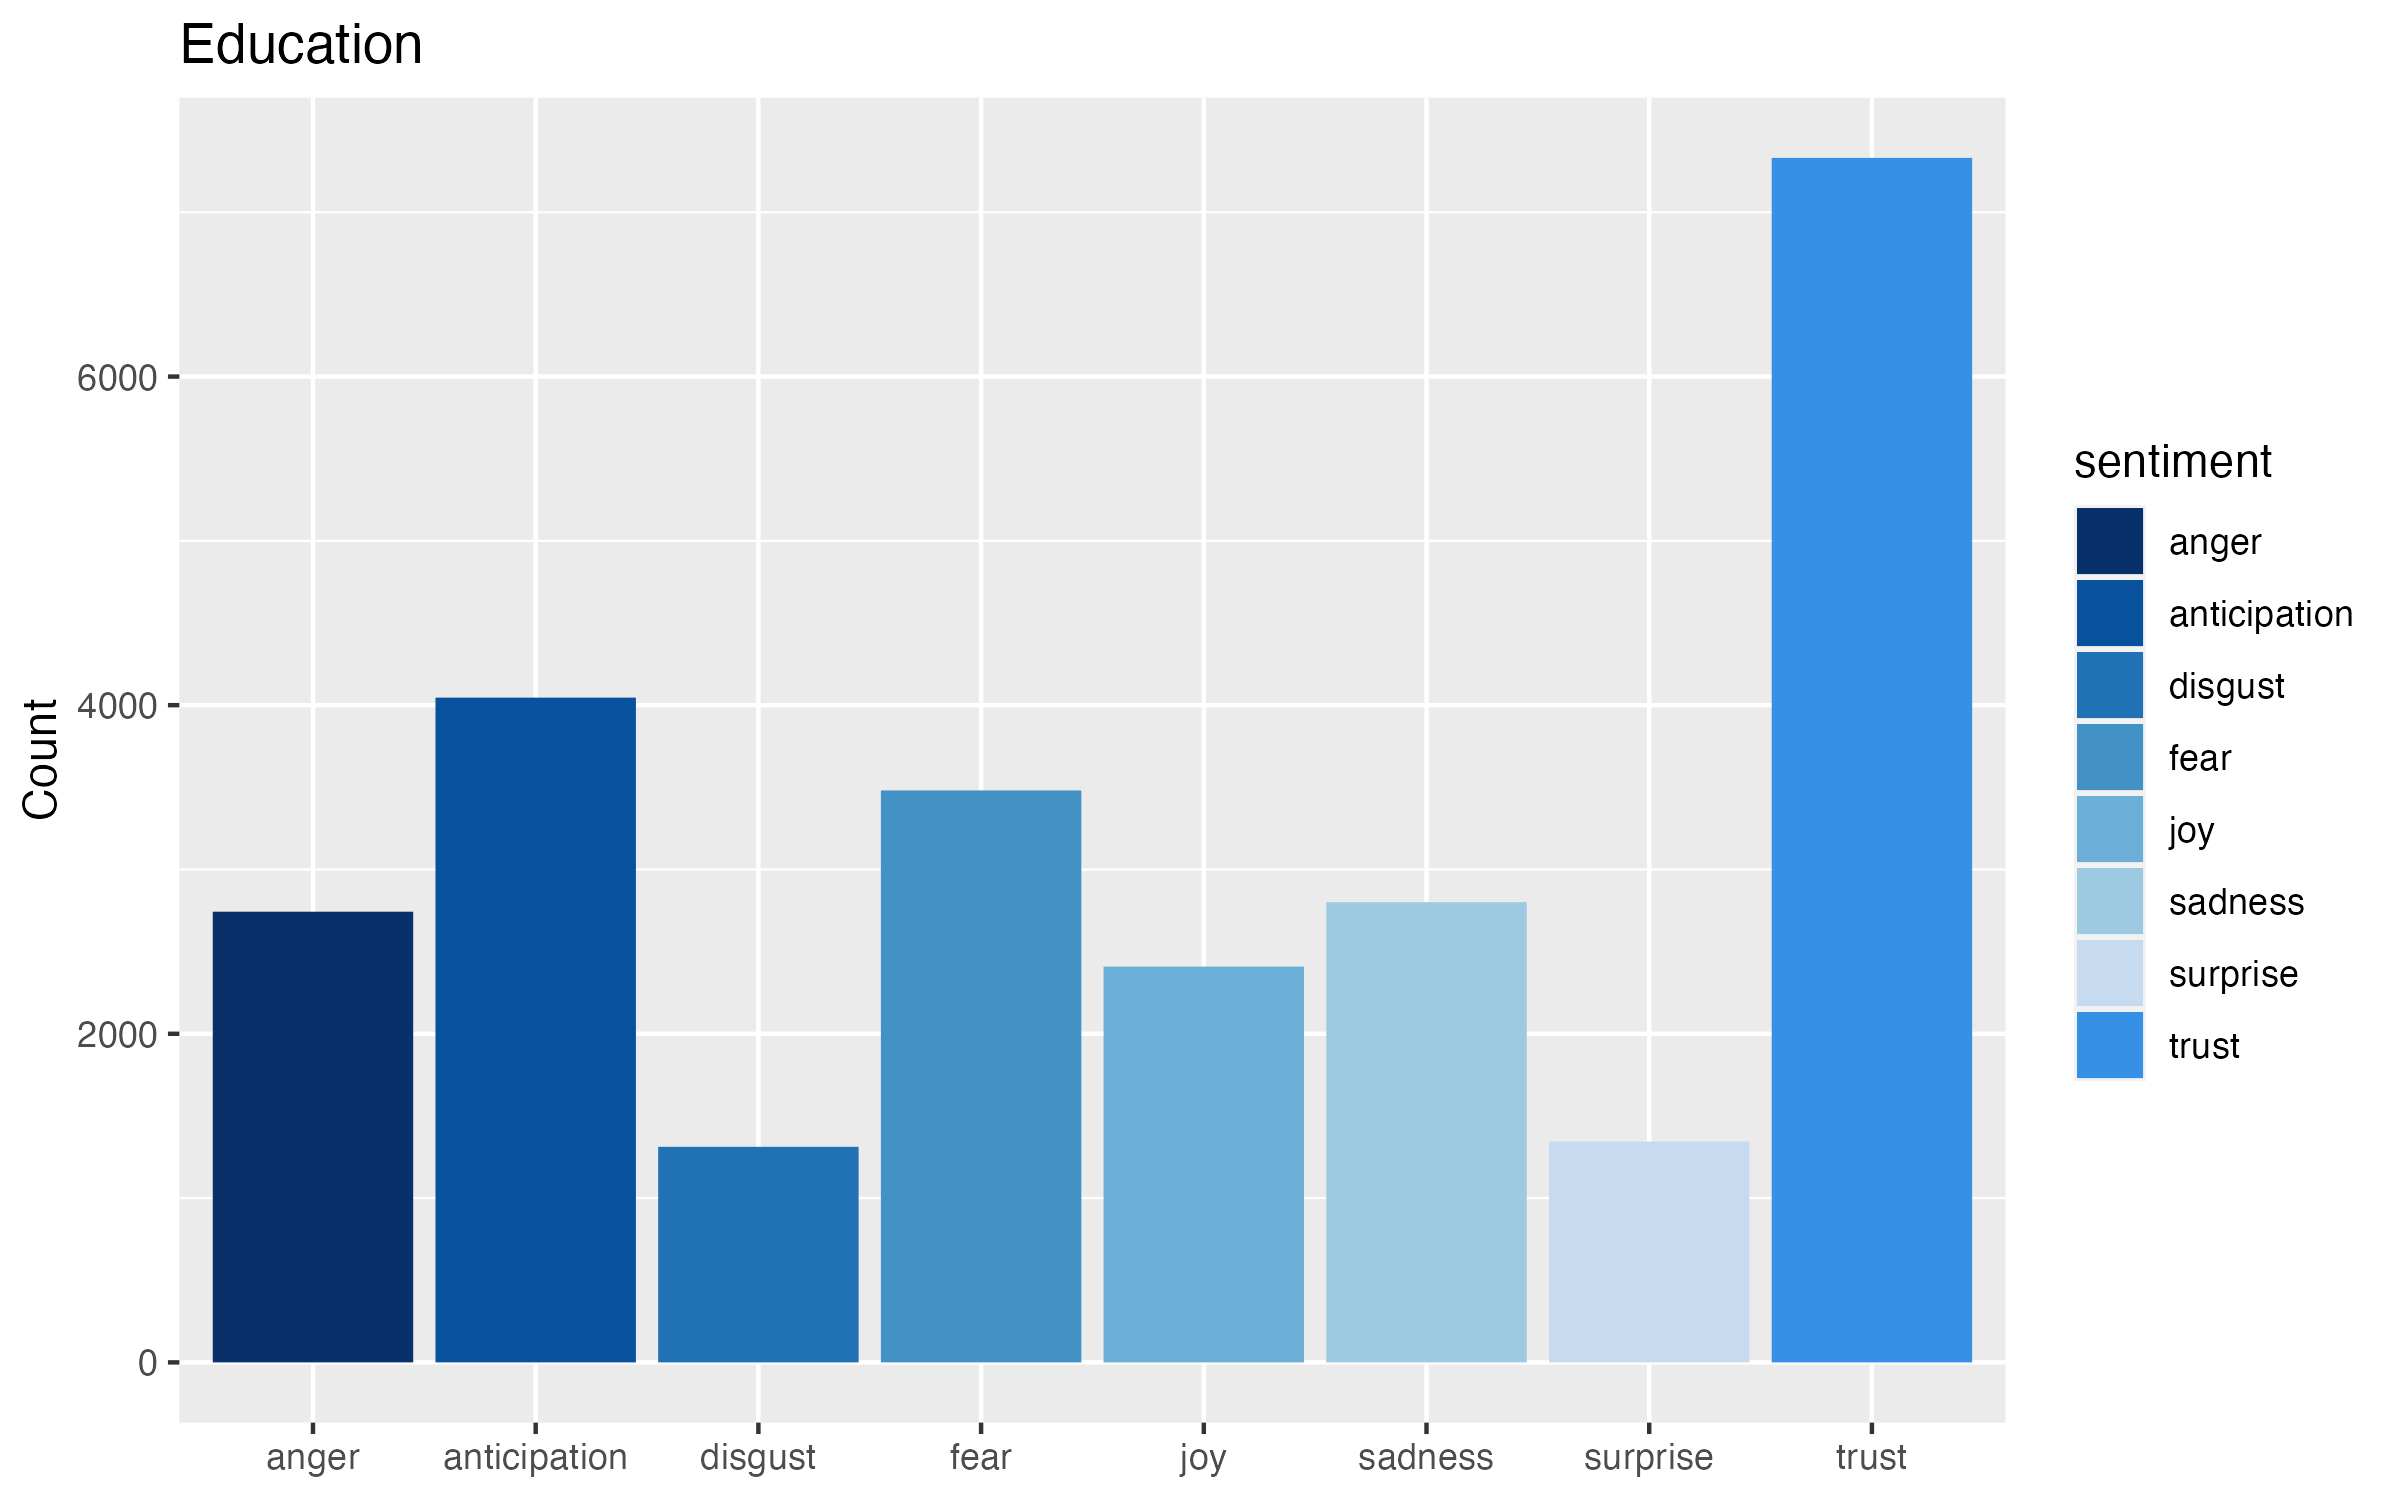 Education
Count
6000
4000
2000
0
anger anticipation disgust fear joy sadness surprise trust
sentiment
anger
anticipation
disgust
fear
joy
sadness
surprise
trust